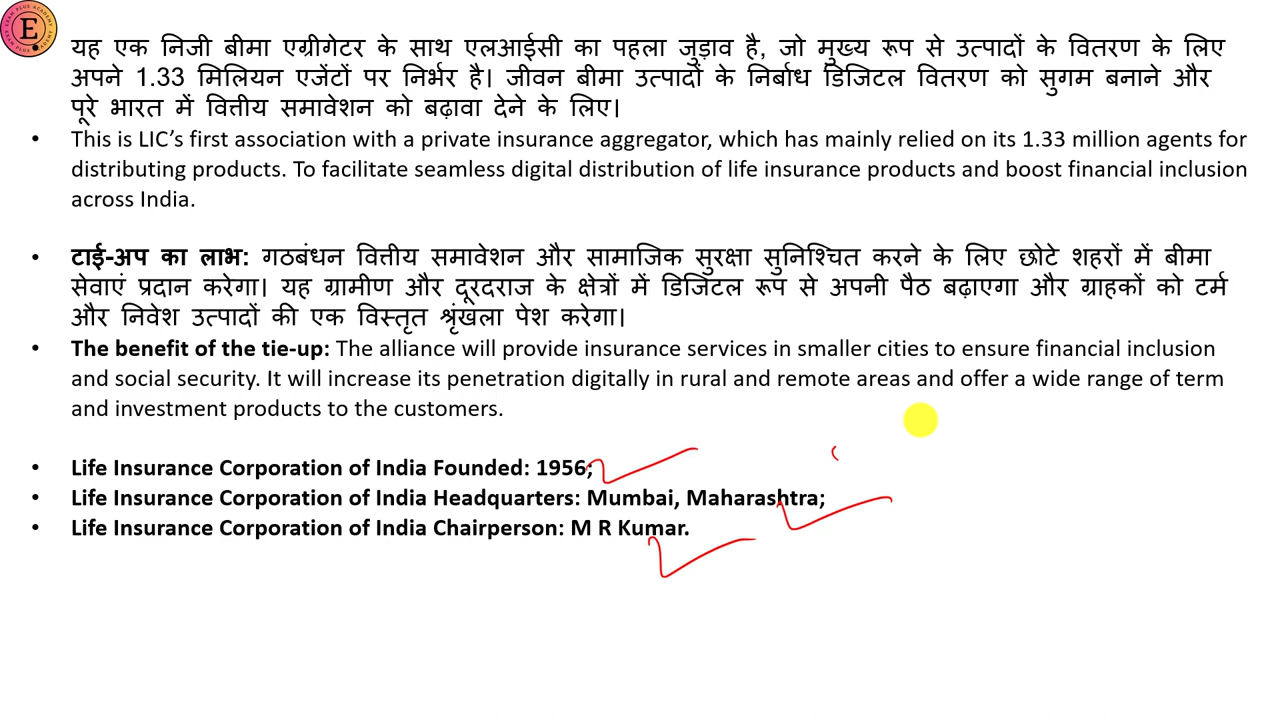 E
EXAM PLUS ACADEMY
यह एक निजी बीमा एग्रीगेटर के साथ एलआईसी का पहला जुड़ाव है, जो मुख्य रूप से उत्पादों के वितरण के लिए
अपने 1.33 मिलियन एजेंटों पर निर्भर है। जीवन बीमा उत्पादों के निर्बाध डिजिटल वितरण को सुगम बनाने और
पूरे भारत में वित्तीय समावेशन को बढ़ावा देने के लिए।
• This is LIC’s first association with a private insurance aggregator, which has mainly relied on its 1.33 million agents for
distributing products. To facilitate seamless digital distribution of life insurance products and boost financial inclusion
across India.
• टाई-अप का लाभ: गठबंधन वित्तीय समावेशन और सामाजिक सुरक्षा सुनिश्चित करने के लिए छोटे शहरों में बीमा
सेवाएं प्रदान करेगा। यह ग्रामीण और दूरदराज के क्षेत्रों में डिजिटल रूप से अपनी पैठ बढ़ाएगा और ग्राहकों को टर्म
और निवेश उत्पादों की एक विस्तृत श्रृंखला पेश करेगा।
• The benefit of the tie-up: The alliance will provide insurance services in smaller cities to ensure financial inclusion
and social security. It will increase its penetration digitally in rural and remote areas and offer a wide range of term
and investment products to the customers.
• Life Insurance Corporation of India Founded: 1956;
• Life Insurance Corporation of India Headquarters: Mumbai, Maharashtra;
• Life Insurance Corporation of India Chairperson: M R Kumar.